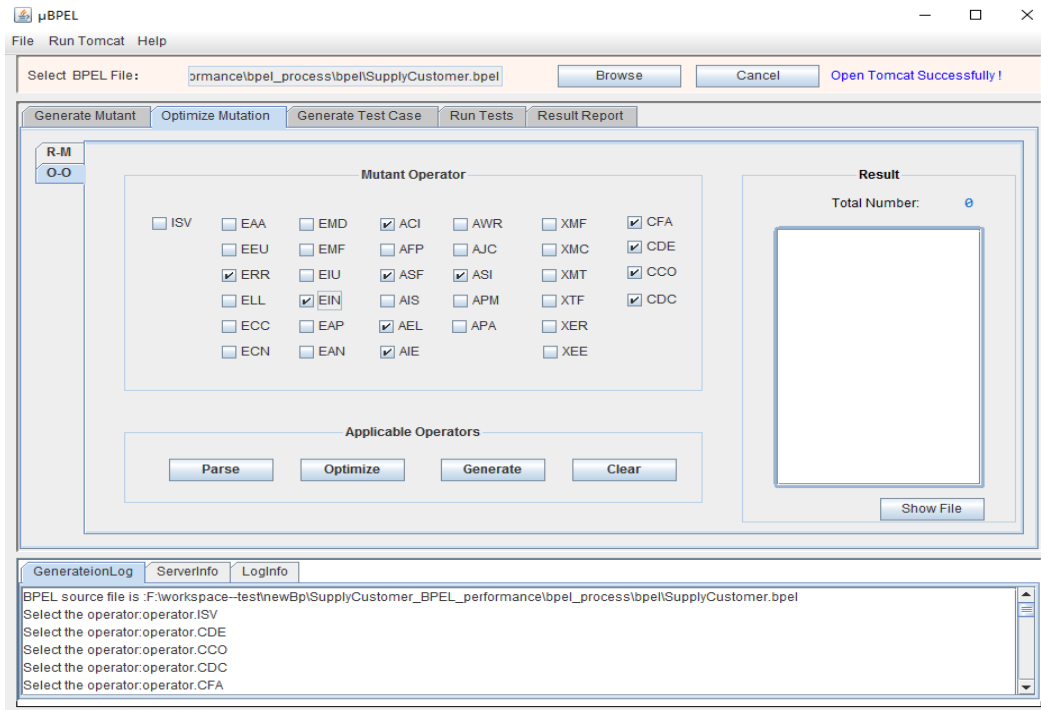 µBPEL
File Run Tomcat Help
Select BPEL File: ormance\bpel_process\bpel\SupplyCustomer.bpel Browse Cancel Open Tomcat Successfully !
Generate Mutant Optimize Mutation Generate Test Case Run Tests Result Report
R-M
O-O
Mutant Operator Result
Total Number: 0
ISV EAA EMD ACI AWR XMF CFA
EEU EMF AFP AJC XMC CDE
ERR EIU ASF ASI XMT CCO
ELL EIN AIS APM XTF CDC
ECC EAP AEL APA XER
ECN EAN AIE XEE
Applicable Operators
Parse Optimize Generate Clear
Show File
GenerateionLog ServerInfo LogInfo
BPEL source file is :F:\workspace--test\newBp\SupplyCustomer_BPEL_performance\bpel_process\bpel\SupplyCustomer.bpel
Select the operator:operator.ISV
Select the operator:operator.CDE
Select the operator:operator.CCO
Select the operator:operator.CDC
Select the operator:operator.CFA